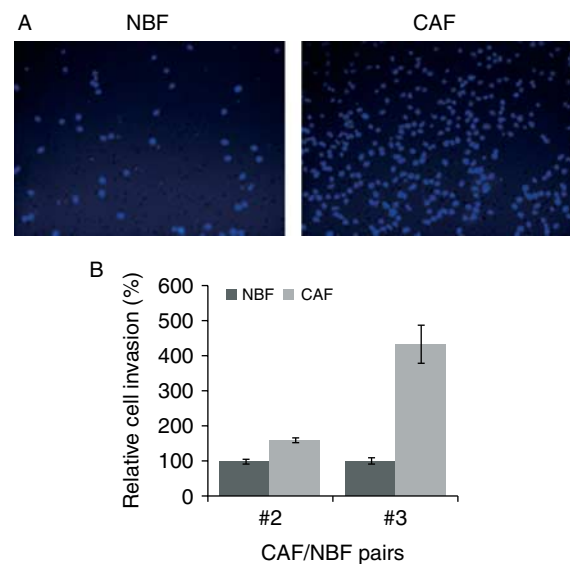 A
NBF
CAF
B
Relative cell invasion (%)
600
500
400
300
200
100
0
NBF
CAF
#2
#3
CAF/NBF pairs